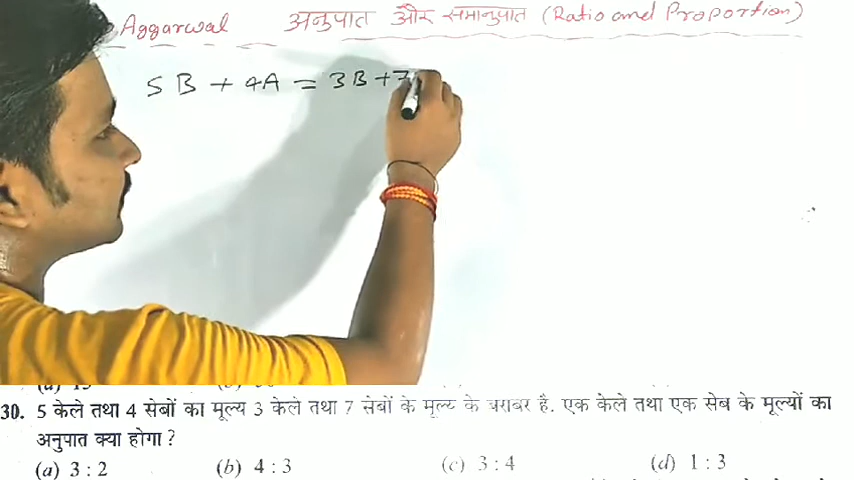 Aggarwal अनुपात और समानुपात (Ratio and Proportion)
5 B + 4A = 3B + 7
30. 5 केले तथा 4 सेबों का मूल्य 3 केले तथा 7 सेबों के मूल्य के बराबर है. एक केले तथा एक सेब के मूल्यों का
अनुपात क्या होगा ?
(a) 3 : 2 (b) 4 : 3 (c) 3 : 4 (d) 1 : 3